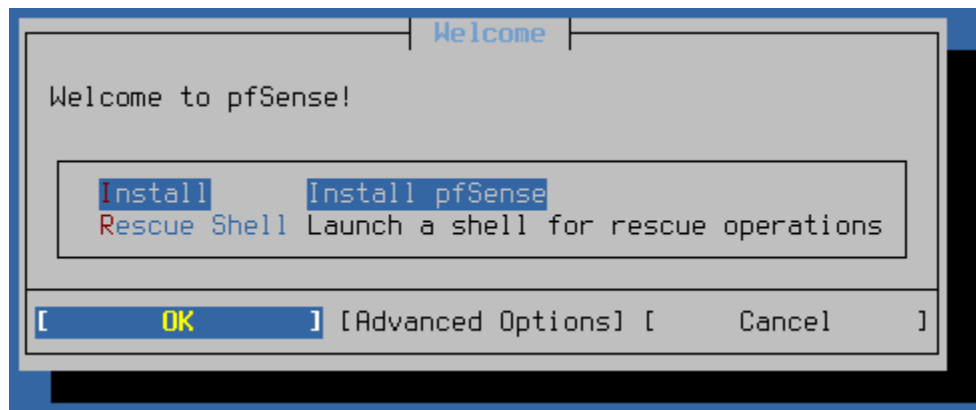 Welcome
Welcome to pfSense!
Install Install pfSense
Rescue Shell Launch a shell for rescue operations
[ OK ] [Advanced Options] [ Cancel ]